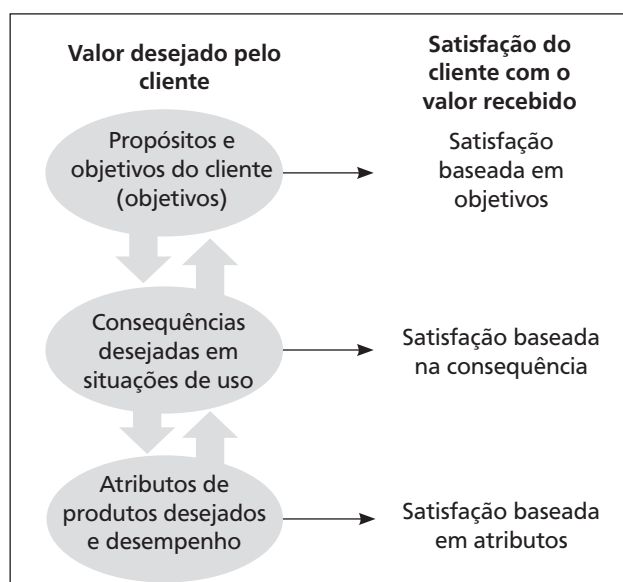 Valor desejado pelo
cliente
Satisfação do
cliente com o
valor recebido
Propósitos e
objetivos do cliente
(objetivos)
Satisfação
baseada em
objetivos
Consequências
desejadas em
situações de uso
Satisfação baseada
na consequência
Atributos de
produtos desejados
e desempenho
Satisfação baseada
em atributos